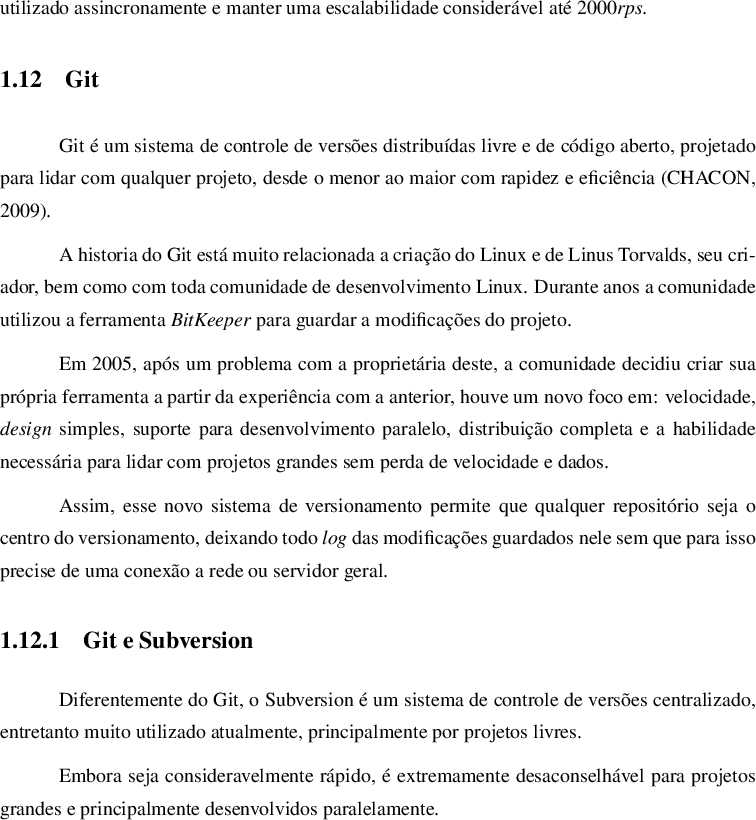 utilizado assincronamente e manter uma escalabilidade considerável até 2000rps.
1.12 Git
Git é um sistema de controle de versões distribuídas livre e de código aberto, projetado
para lidar com qualquer projeto, desde o menor ao maior com rapidez e eficiência (CHACON,
2009).
A historia do Git está muito relacionada a criação do Linux e de Linus Torvalds, seu cri-
ador, bem como com toda comunidade de desenvolvimento Linux. Durante anos a comunidade
utilizou a ferramenta BitKeeper para guardar a modificações do projeto.
Em 2005, após um problema com a proprietária deste, a comunidade decidiu criar sua
própria ferramenta a partir da experiência com a anterior, houve um novo foco em: velocidade,
design simples, suporte para desenvolvimento paralelo, distribuição completa e a habilidade
necessária para lidar com projetos grandes sem perda de velocidade e dados.
Assim, esse novo sistema de versionamento permite que qualquer repositório seja o
centro do versionamento, deixando todo log das modificações guardados nele sem que para isso
precise de uma conexão a rede ou servidor geral.
1.12.1 Git e Subversion
Diferentemente do Git, o Subversion é um sistema de controle de versões centralizado,
entretanto muito utilizado atualmente, principalmente por projetos livres.
Embora seja consideravelmente rápido, é extremamente desaconselhável para projetos
grandes e principalmente desenvolvidos paralelamente.